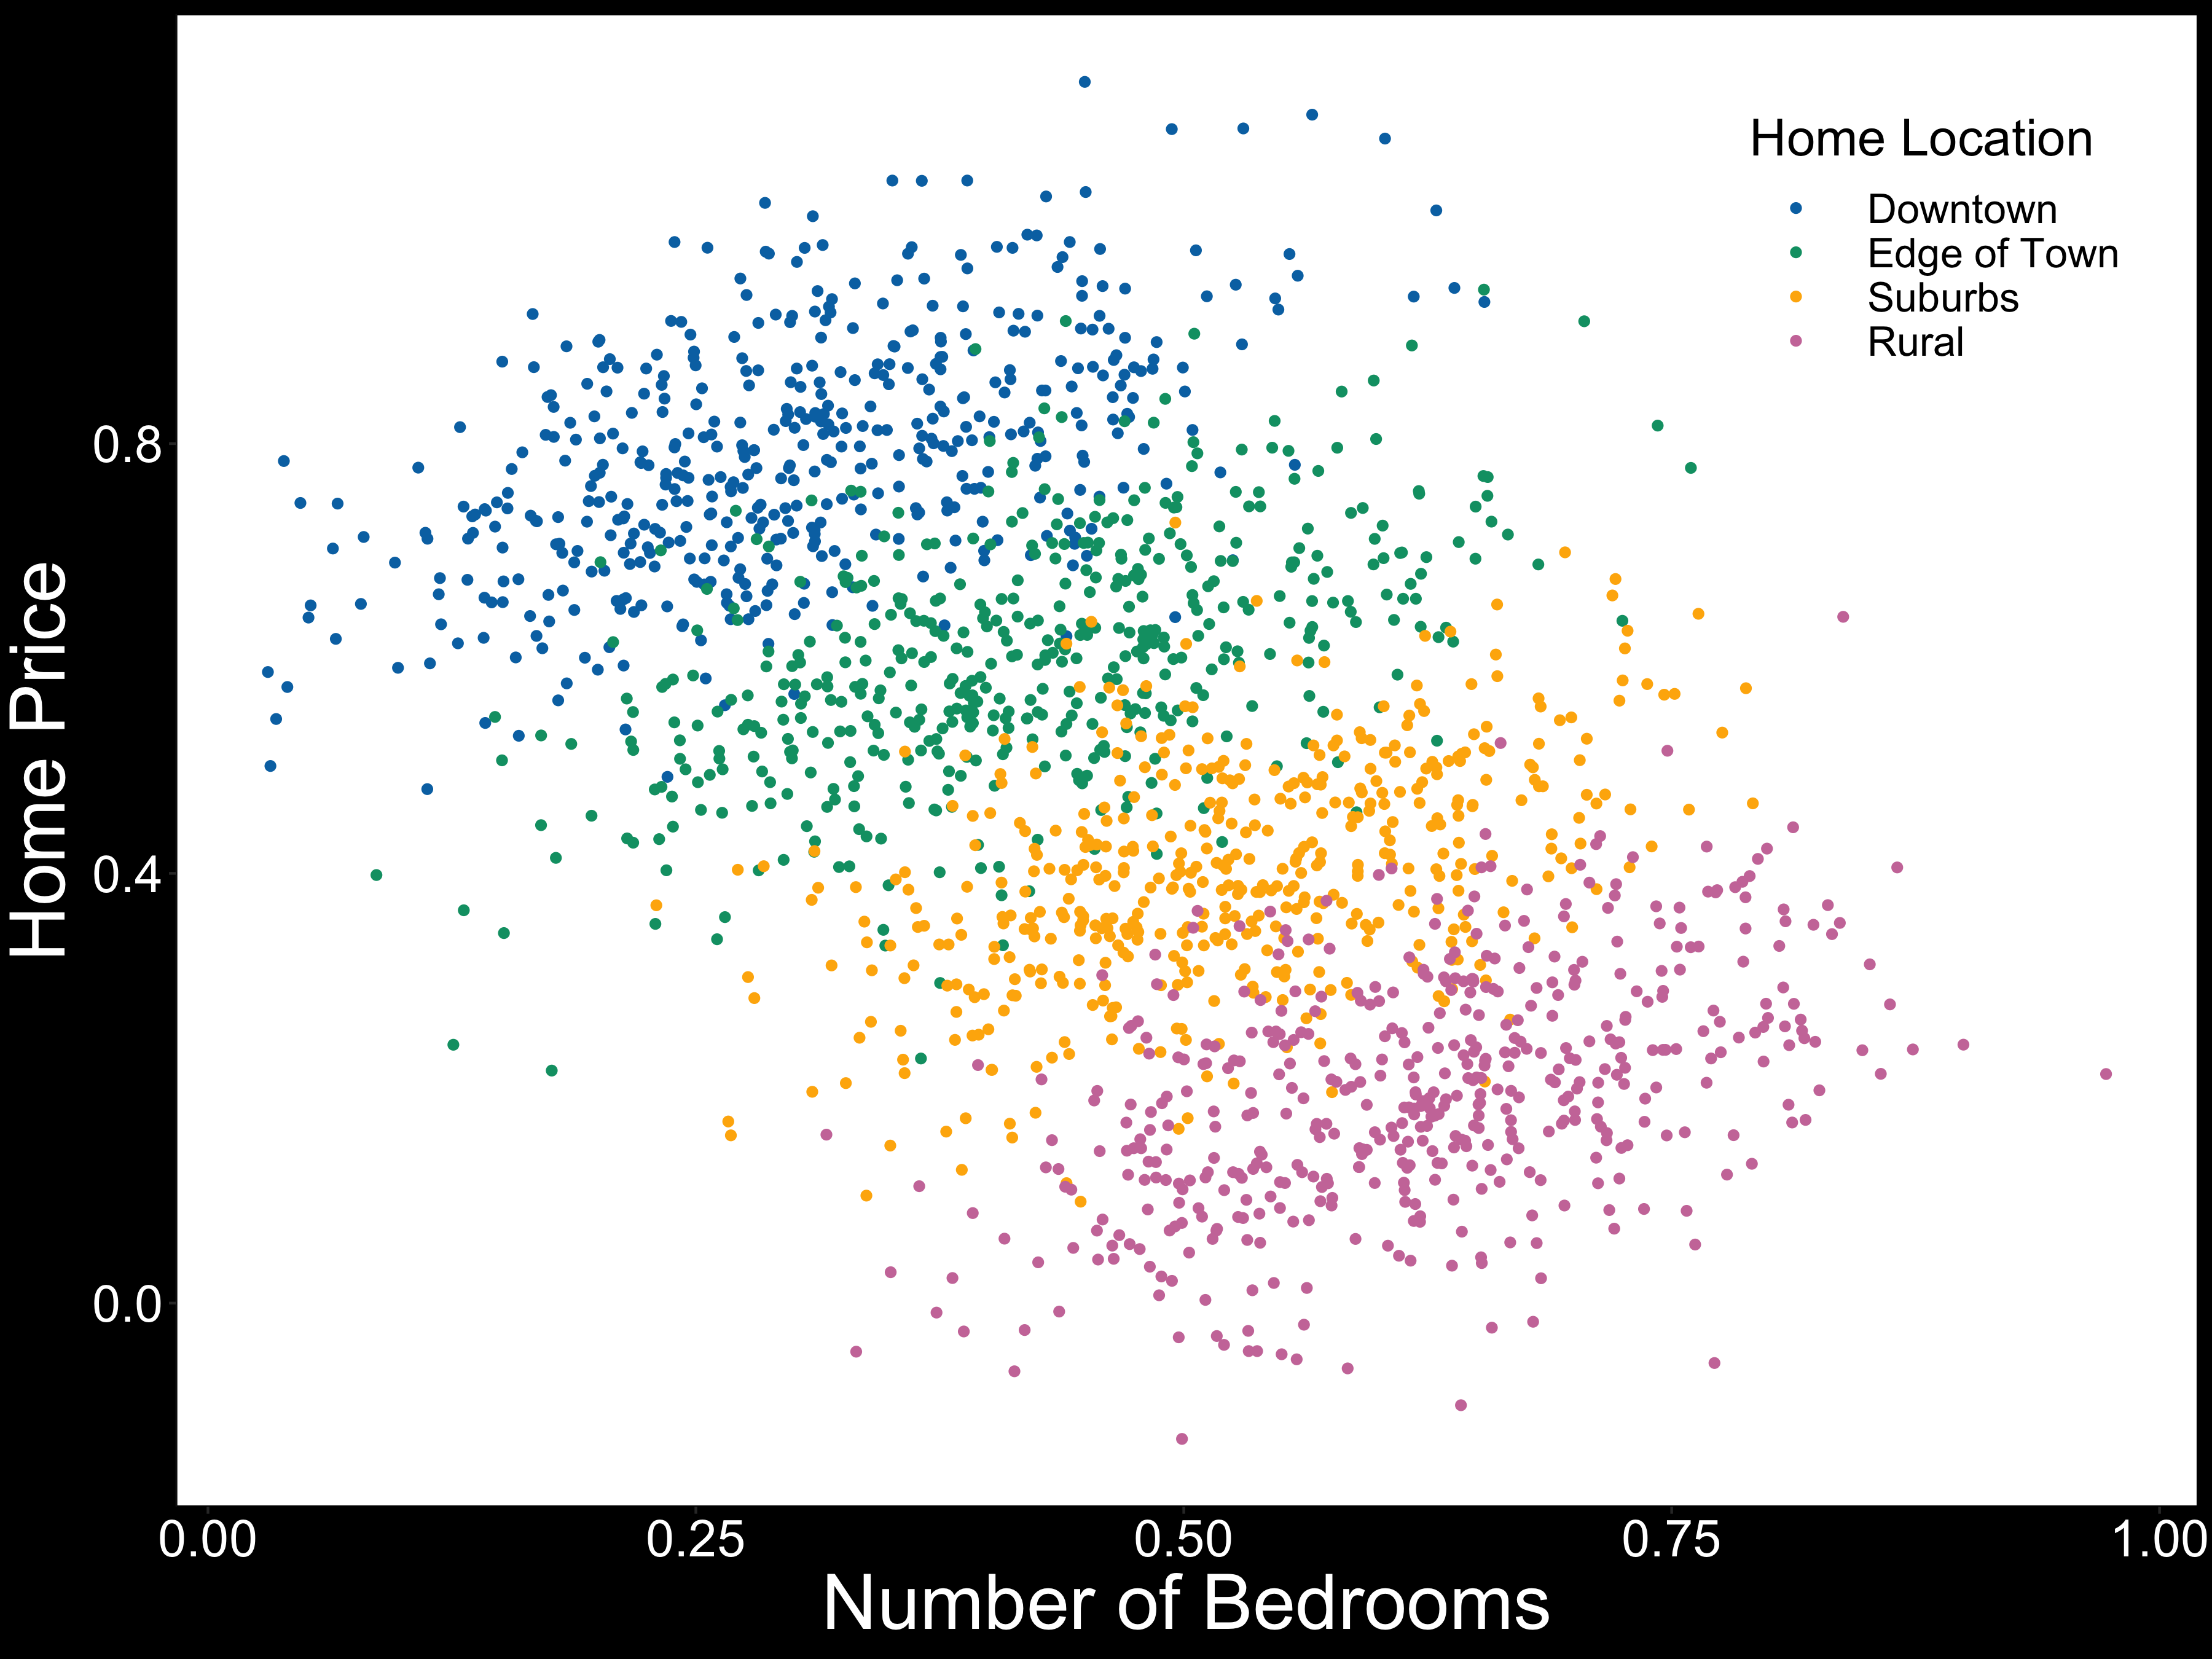 Home Location
Downtown
Edge of Town
Suburbs
Rural
Home Price
0.8
0.4
0.0
0.00 0.25 0.50 0.75 1.00
Number of Bedrooms